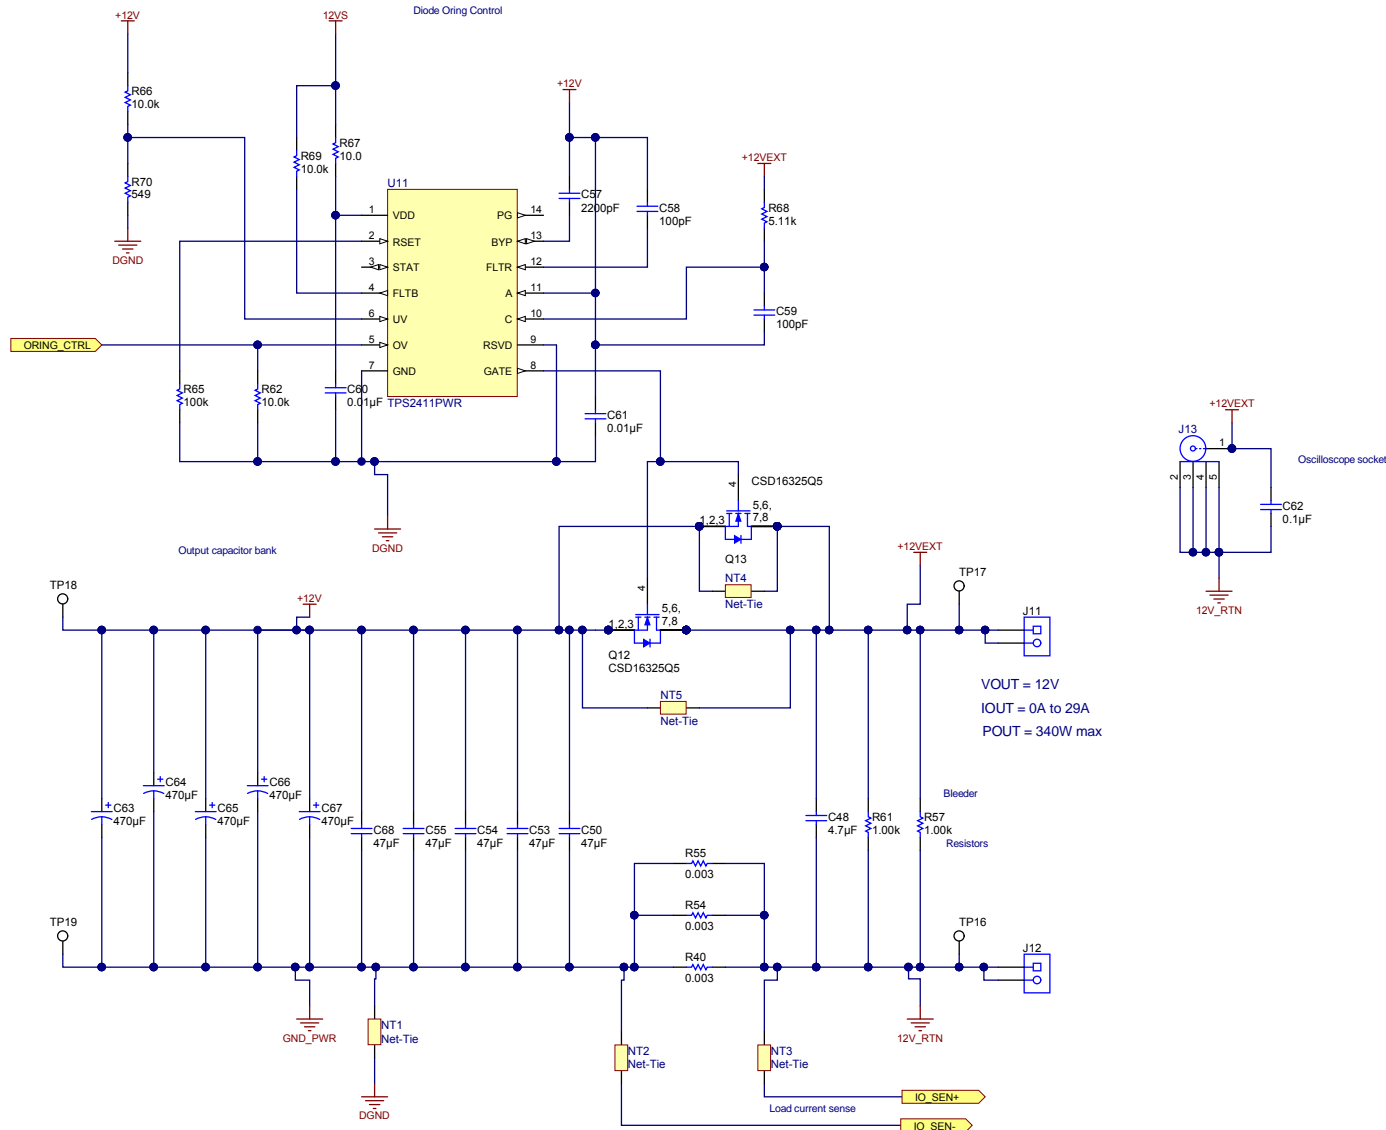 Diode Oring Control
+12V
12VS
+12V
+12VEXT
R66
10.0k
R70
549
DGND
R69
10.0k
R67
10.0
U11
1 VDD
2 RSET
3 STAT
4 FLTB
6 UV
5 OV
7 GND
PG 14
BYP 13
FLTR 12
A 11
C 10
RSVD 9
GATE 8
TPS2411PWR
C57
2200pF
C58
100pF
R68
5.11k
C59
100pF
ORING_CTRL
R65
100k
R62
10.0k
C60
0.01µF
C61
0.01µF
DGND
+12VEXT
J13
1
2 3 4 5
Oscilloscope socket
C62
0.1µF
12V_RTN
4
CSD16325Q5
1,2,3
5,6,
7,8
Q13
NT4
Net-Tie
Output capacitor bank
TP18
+12V
4
1,2,3
5,6,
7,8
Q12
CSD16325Q5
NT5
Net-Tie
+12VEXT
TP17
J11
VOUT = 12V
IOUT = 0A to 29A
POUT = 340W max
C63
470µF
C64
470µF
C65
470µF
C66
470µF
C67
470µF
C68
47µF
C55
47µF
C54
47µF
C53
47µF
C50
47µF
C48
4.7µF
R61
1.00k
R57
1.00k
Bleeder
Resistors
R55
0.003
R54
0.003
R40
0.003
TP19
TP16
J12
GND_PWR
NT1
Net-Tie
DGND
NT2
Net-Tie
NT3
Net-Tie
12V_RTN
Load current sense
IO_SEN+
IO_SEN-